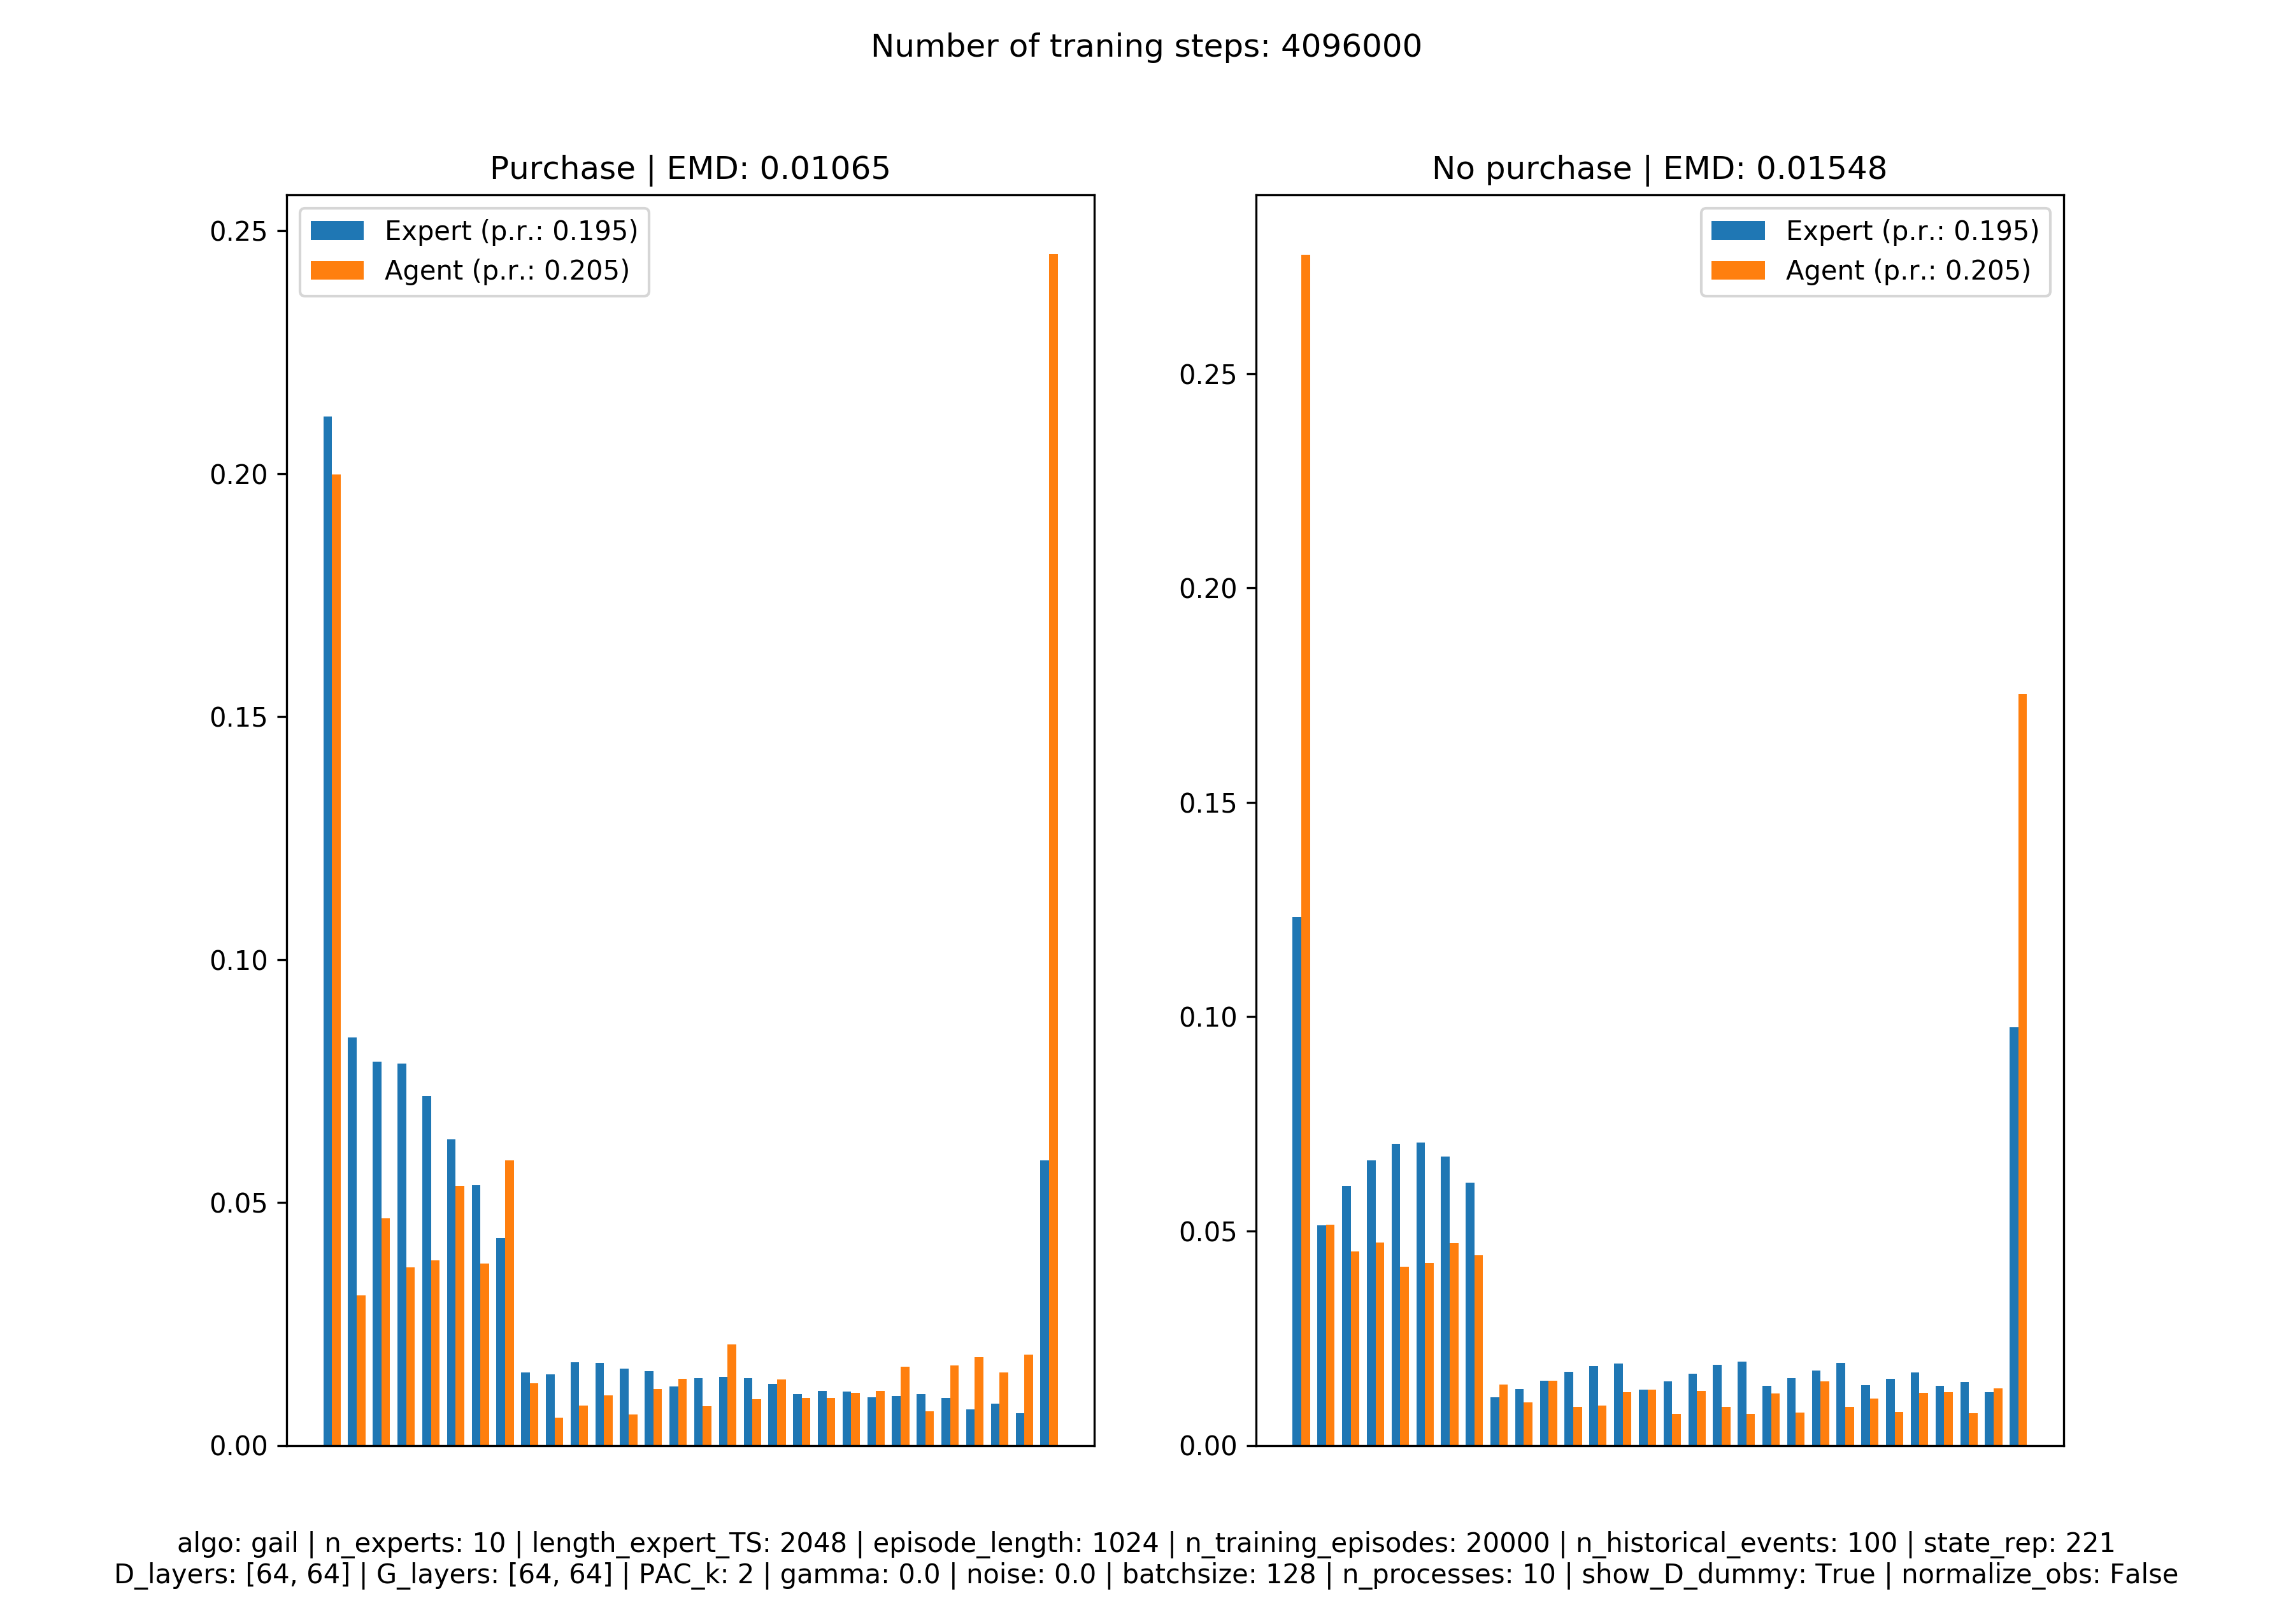 Number of traning steps: 4096000
Purchase | EMD: 0.01065
Expert (p.r.: 0.195)
Agent (p.r.: 0.205)
0.25
0.20
0.15
0.10
0.05
0.00
No purchase | EMD: 0.01548
Expert (p.r.: 0.195)
Agent (p.r.: 0.205)
0.25
0.20
0.15
0.10
0.05
0.00
algo: gail | n_experts: 10 | length_expert_TS: 2048 | episode_length: 1024 | n_training_episodes: 20000 | n_historical_events: 100 | state_rep: 221
D_layers: [64, 64] | G_layers: [64, 64] | PAC_k: 2 | gamma: 0.0 | noise: 0.0 | batchsize: 128 | n_processes: 10 | show_D_dummy: True | normalize_obs: False